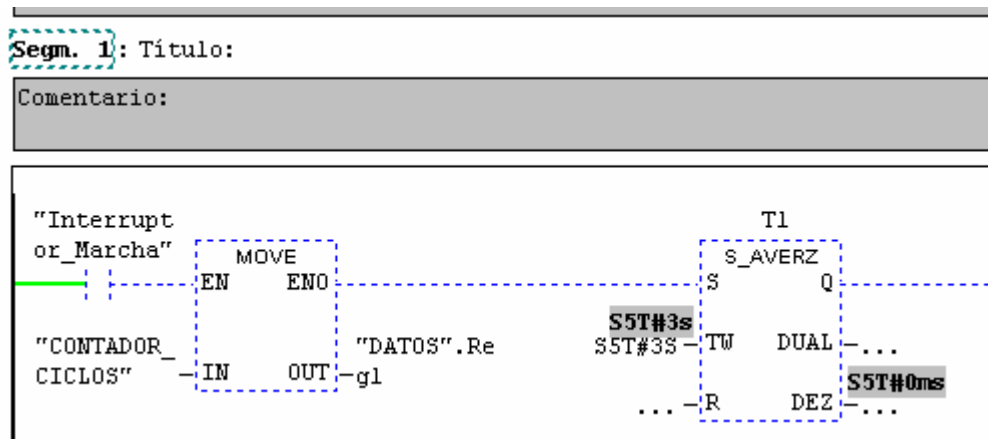 Segm. 1: Título:
Comentario:
"Interrupt
or_Marcha"
T1
MOVE
S_AVERZ
EN ENO
S Q
S5T#3s
"CONTADOR_
CICLOS"
IN OUT
"DATOS".Re
g1
S5T#3S
TW DUAL ...
S5T#0ms
... R DEZ ...